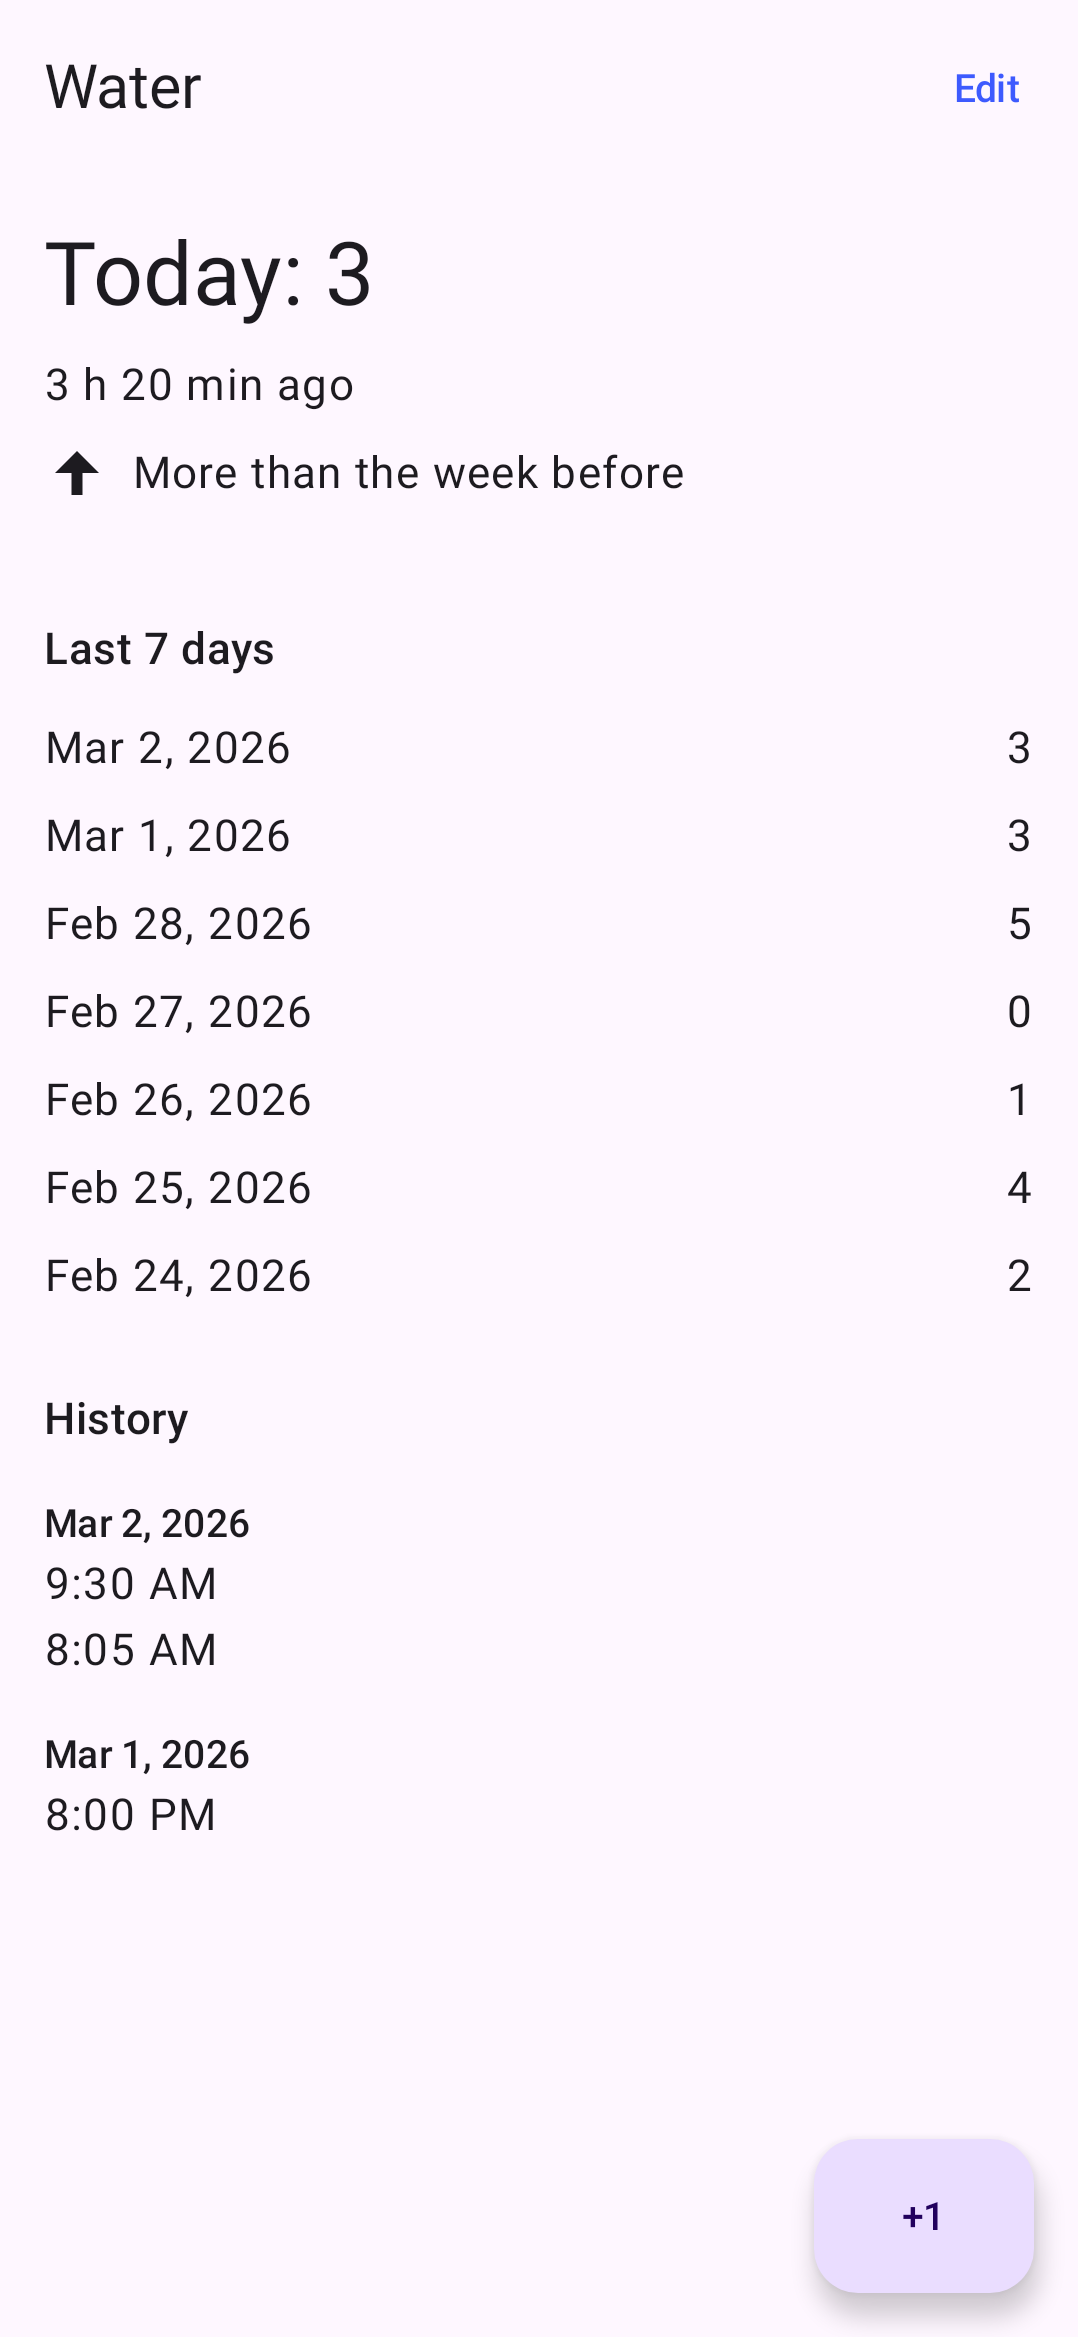 Water
Edit
Today: 3
3 h 20 min ago
More than the week before
Last 7 days
Mar 2, 2026 3
Mar 1, 2026 3
Feb 28, 2026 5
Feb 27, 2026 0
Feb 26, 2026 1
Feb 25, 2026 4
Feb 24, 2026 2
History
Mar 2, 2026
9:30 AM
8:05 AM
Mar 1, 2026
8:00 PM
+1